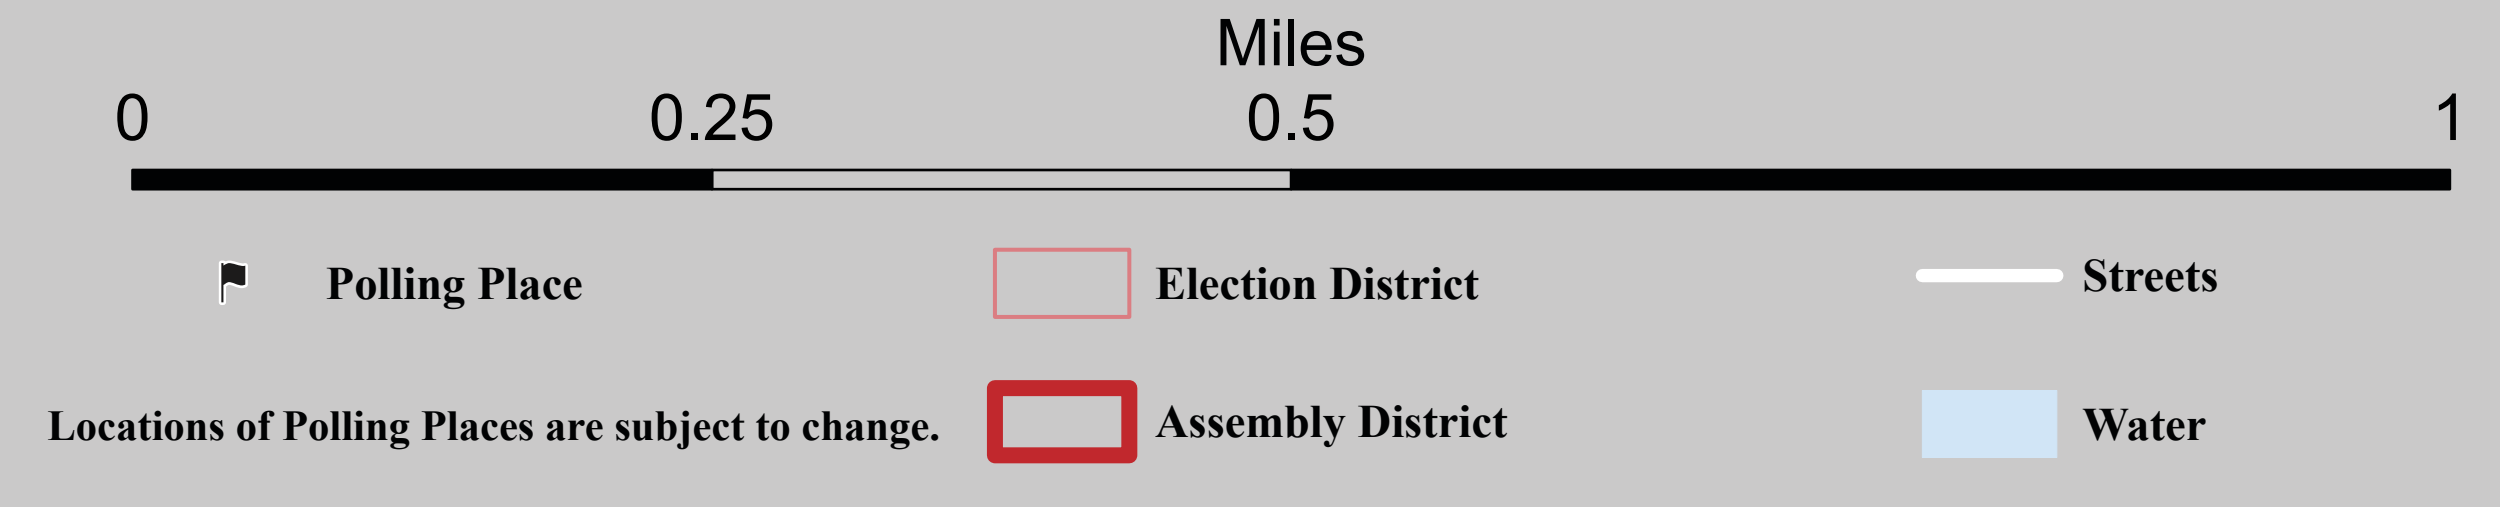 Miles
0 0.25 0.5 1
Polling Place Election District Streets
Locations of Polling Places are subject to change. Assembly District Water